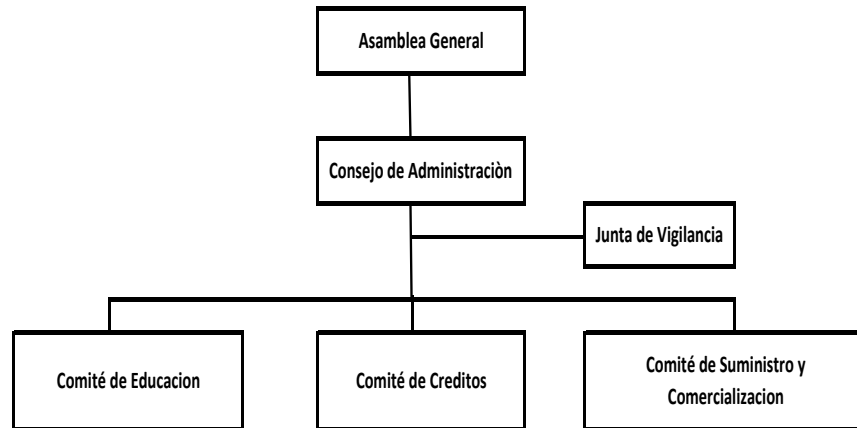 Asamblea General
Consejo de Administraciòn
Junta de Vigilancia
Comité de Educacion
Comité de Creditos
Comité de Suministro y
Comercializacion